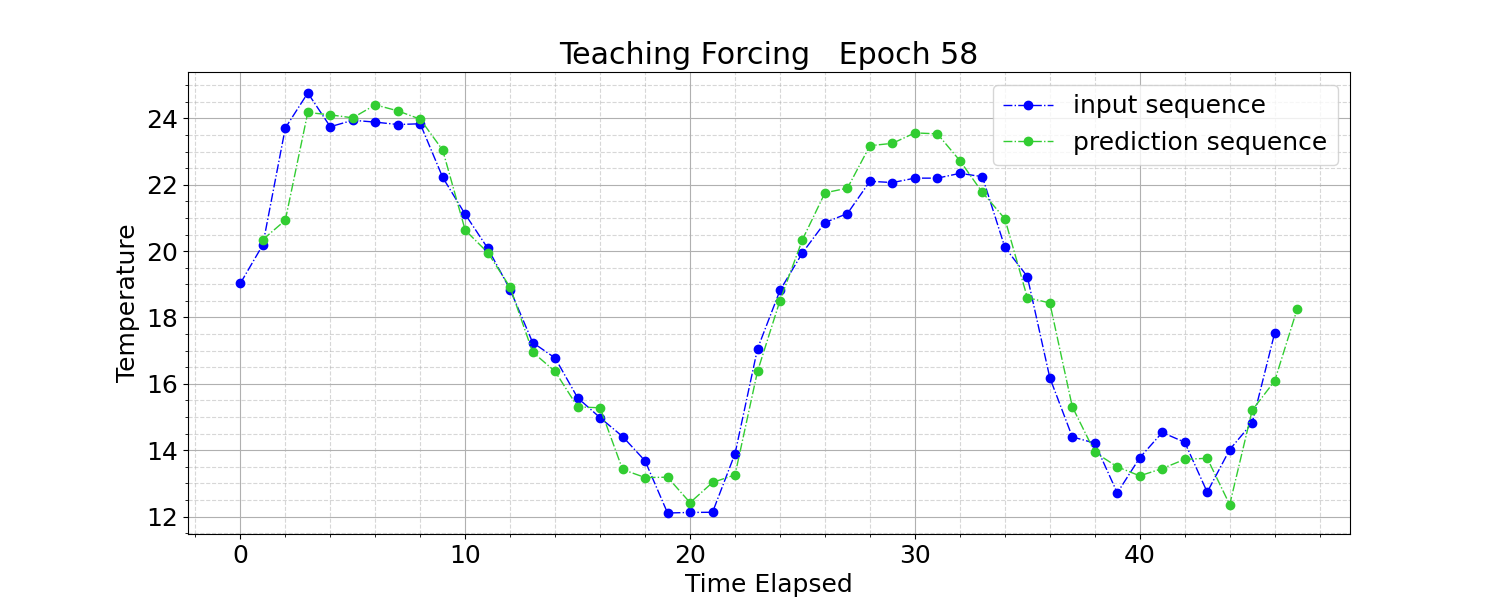 Teaching Forcing   Epoch 58
input sequence
prediction sequence
Temperature
24
22
20
18
16
14
12
0 10 20 30 40
Time Elapsed